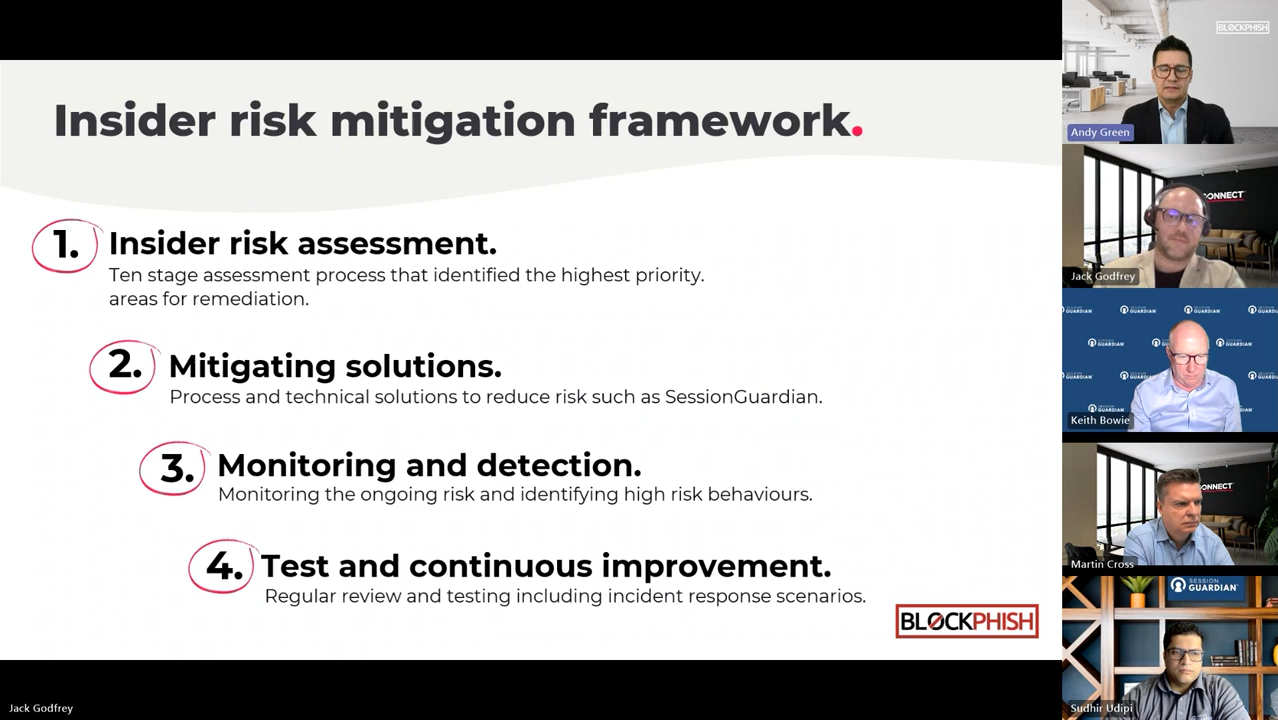 Insider risk mitigation framework.
1.
Insider risk assessment.
Ten stage assessment process that identified the highest priority.
areas for remediation.
2.
Mitigating solutions.
Process and technical solutions to reduce risk such as SessionGuardian.
3.
Monitoring and detection.
Monitoring the ongoing risk and identifying high risk behaviours.
4.
Test and continuous improvement.
Regular review and testing including incident response scenarios.
BLOCKPHISH
Jack Godfrey
BLOCKPHISH
Andy Green
CONNECT
Jack Godfrey
SESSION
GUARDIAN
Keith Bowie
CONNECT
Martin Cross
SESSION
GUARDIAN
Sudhir Udipi